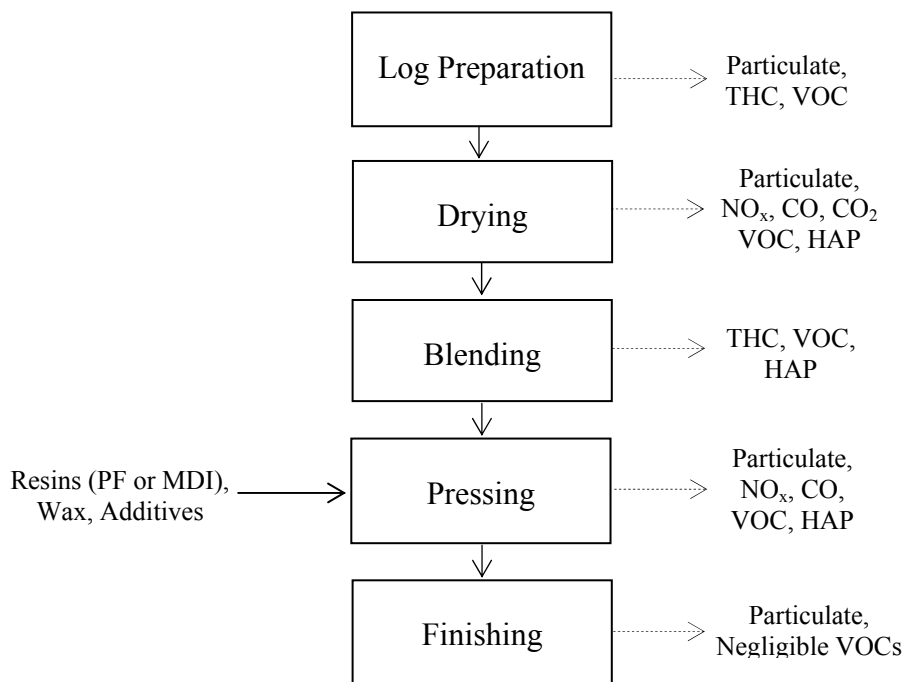 Log Preparation
Particulate,
THC, VOC
Drying
Particulate,
NOₓ, CO, CO₂
VOC, HAP
Blending
THC, VOC,
HAP
Resins (PF or MDI),
Wax, Additives
Pressing
Particulate,
NOₓ, CO,
VOC, HAP
Finishing
Particulate,
Negligible VOCs